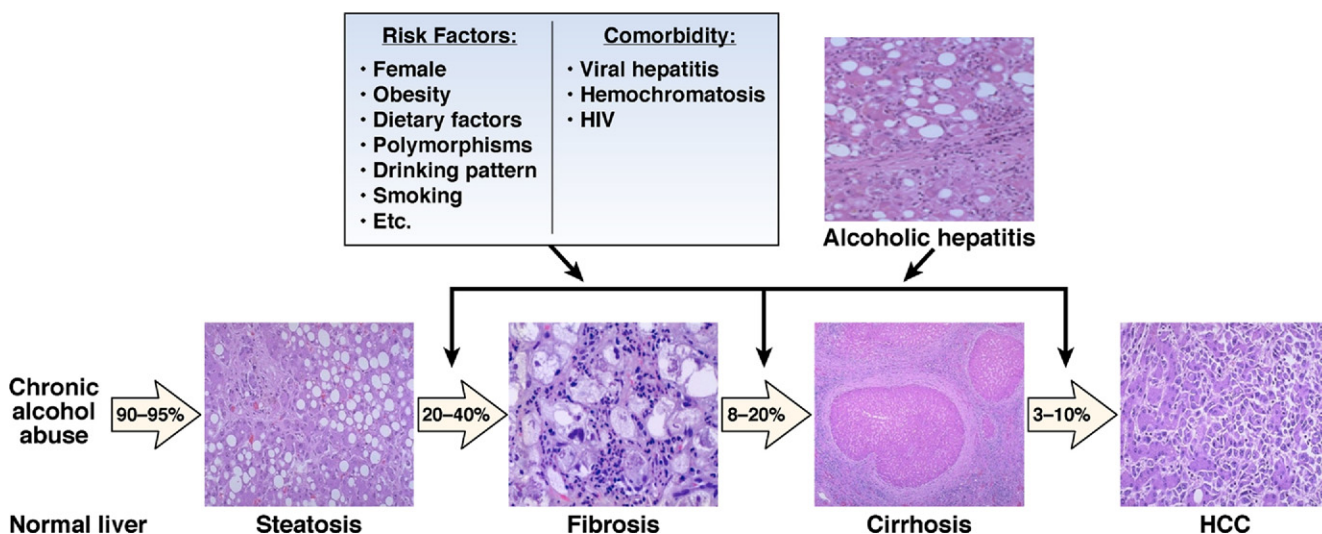 Risk Factors:
• Female
• Obesity
• Dietary factors
• Polymorphisms
• Drinking pattern
• Smoking
• Etc.
Comorbidity:
• Viral hepatitis
• Hemochromatosis
• HIV
Alcoholic hepatitis
Chronic
alcohol
abuse
90–95%
20–40%
8–20%
3–10%
Normal liver
Steatosis
Fibrosis
Cirrhosis
HCC